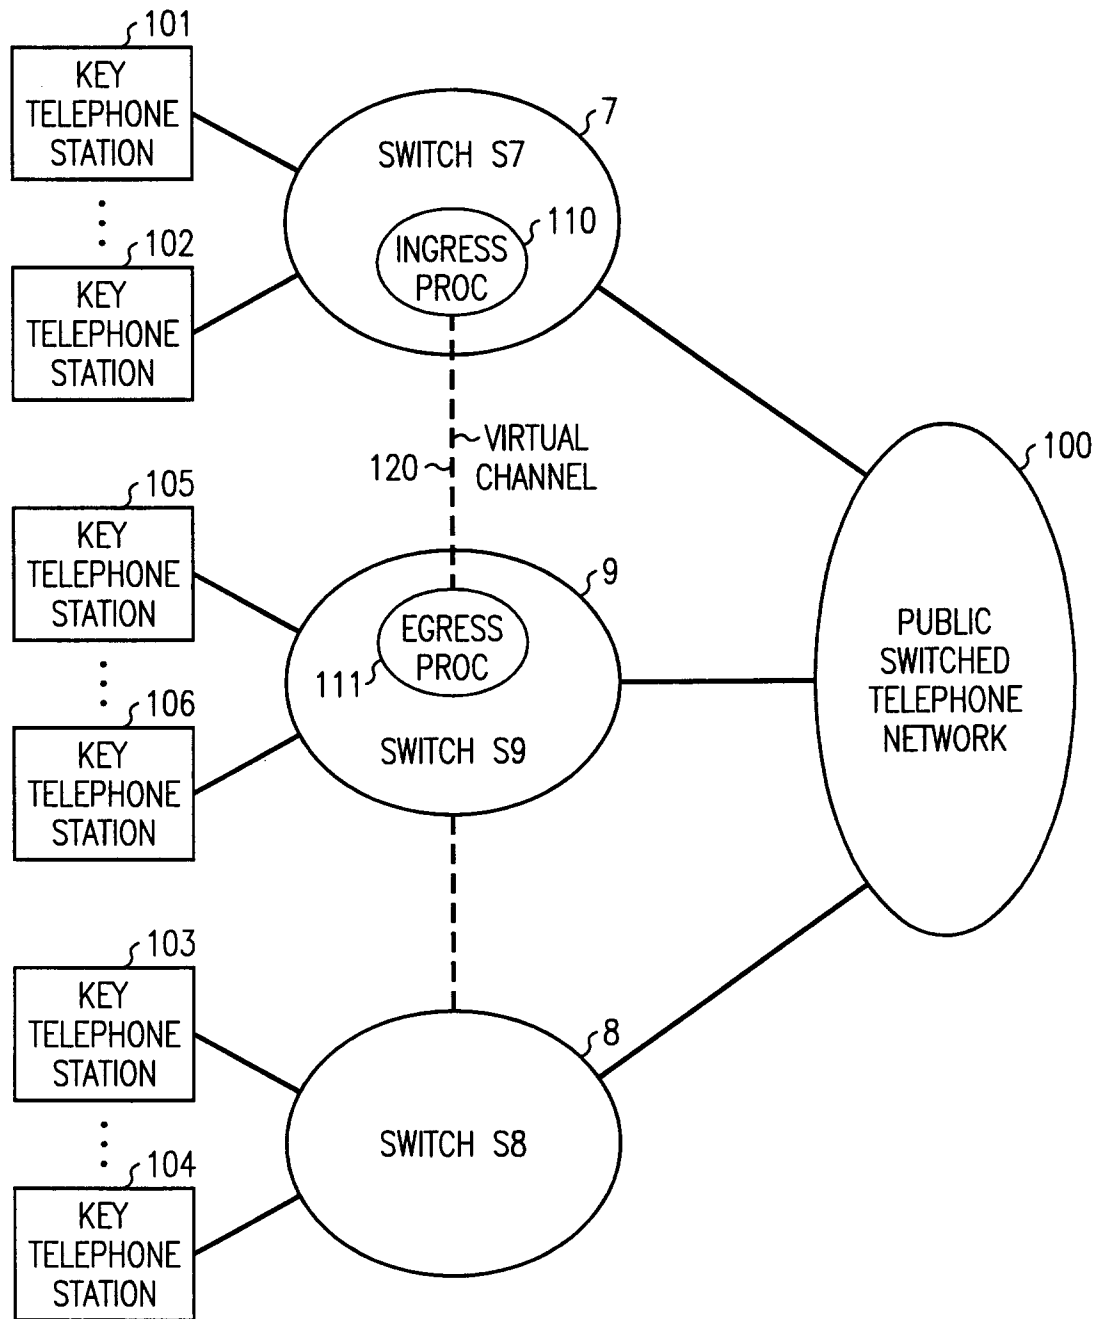 101
KEY
TELEPHONE
STATION
102
KEY
TELEPHONE
STATION
7
SWITCH S7
110
INGRESS
PROC
VIRTUAL
120
CHANNEL
100
PUBLIC
SWITCHED
TELEPHONE
NETWORK
105
KEY
TELEPHONE
STATION
106
KEY
TELEPHONE
STATION
9
EGRESS
PROC
111
SWITCH S9
103
KEY
TELEPHONE
STATION
104
KEY
TELEPHONE
STATION
8
SWITCH S8